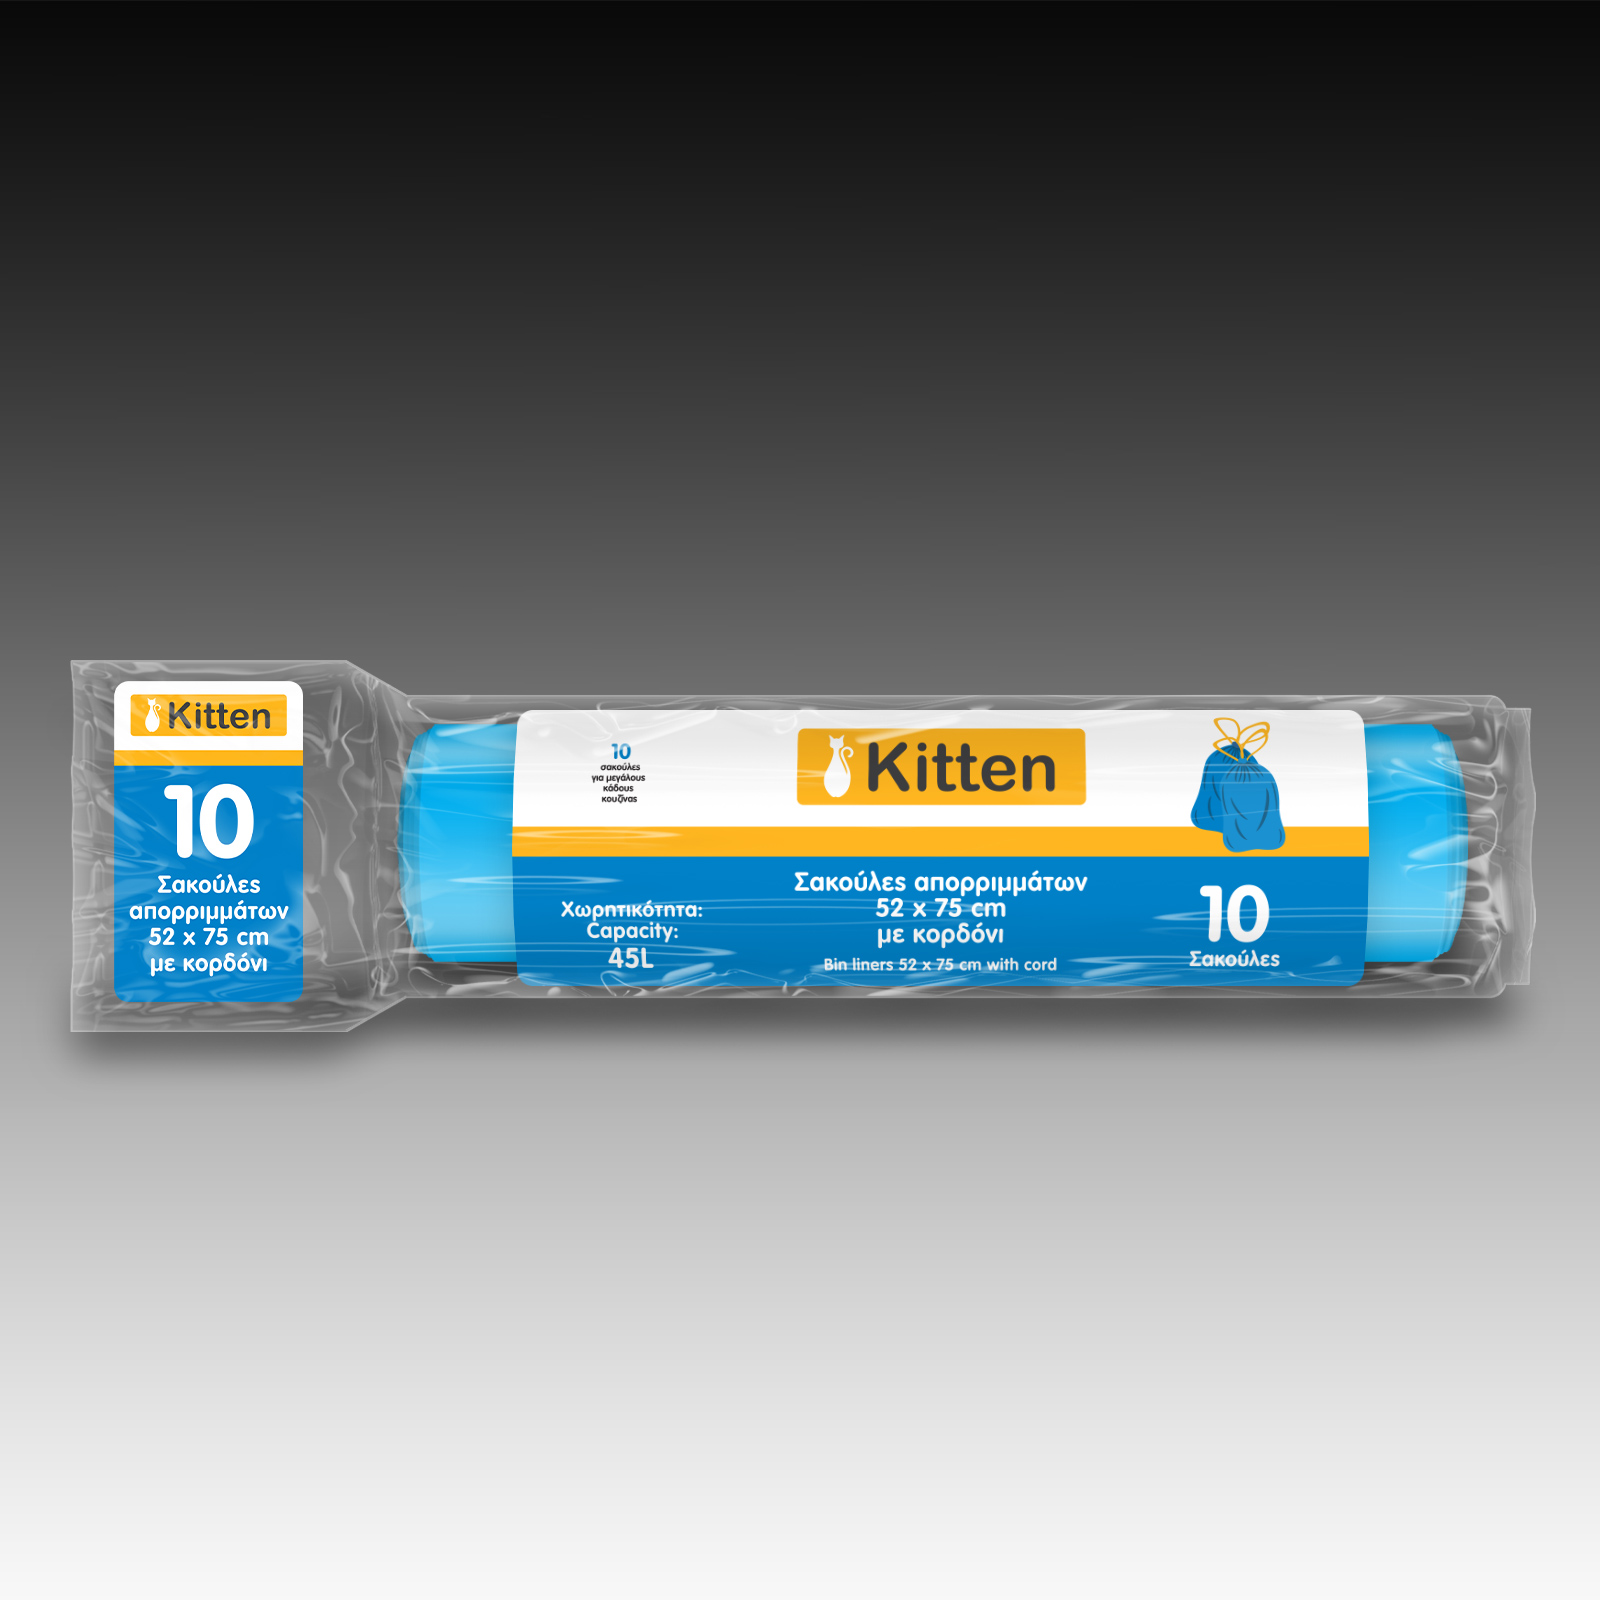 Kitten
10
Σακούλες
απορριμμάτων
52 x 75 cm
με κορδόνι
10
σακούλες
για μεγάλους
κάδους
κουζίνας
Kitten
Χωρητικότητα:
Capacity:
45L
Σακούλες απορριμμάτων
52 x 75 cm
με κορδόνι
Bin liners 52 x 75 cm with cord
10
Σακούλες